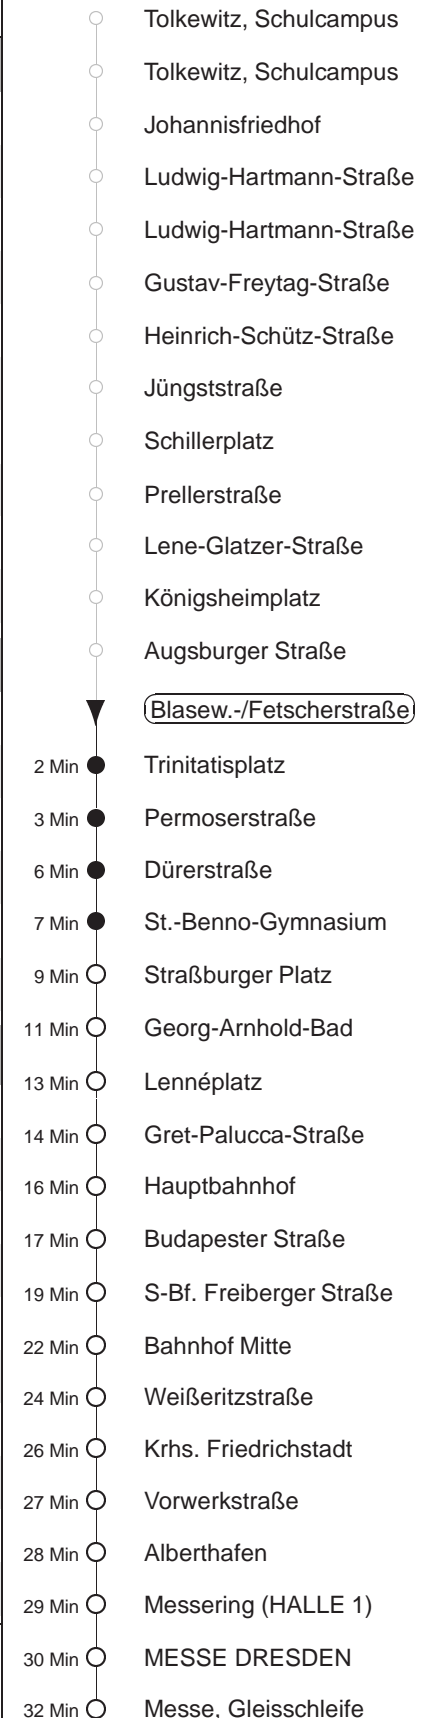 Tolkewitz, Schulcampus
Tolkewitz, Schulcampus
Johannisfriedhof
Ludwig-Hartmann-Straße
Ludwig-Hartmann-Straße
Gustav-Freytag-Straße
Heinrich-Schütz-Straße
Jüngststraße
Schillerplatz
Prellerstraße
Lene-Glatzer-Straße
Königsheimplatz
Augsburger Straße
Blasew.-/Fetscherstraße
2 Min Trinitatisplatz
3 Min Permoserstraße
6 Min Dürerstraße
7 Min St.-Benno-Gymnasium
9 Min Straßburger Platz
11 Min Georg-Arnhold-Bad
13 Min Lennéplatz
14 Min Gret-Palucca-Straße
16 Min Hauptbahnhof
17 Min Budapester Straße
19 Min S-Bf. Freiberger Straße
22 Min Bahnhof Mitte
24 Min Weißeritzstraße
26 Min Krhs. Friedrichstadt
27 Min Vorwerkstraße
28 Min Alberthafen
29 Min Messering (HALLE 1)
30 Min MESSE DRESDEN
32 Min Messe, Gleisschleife